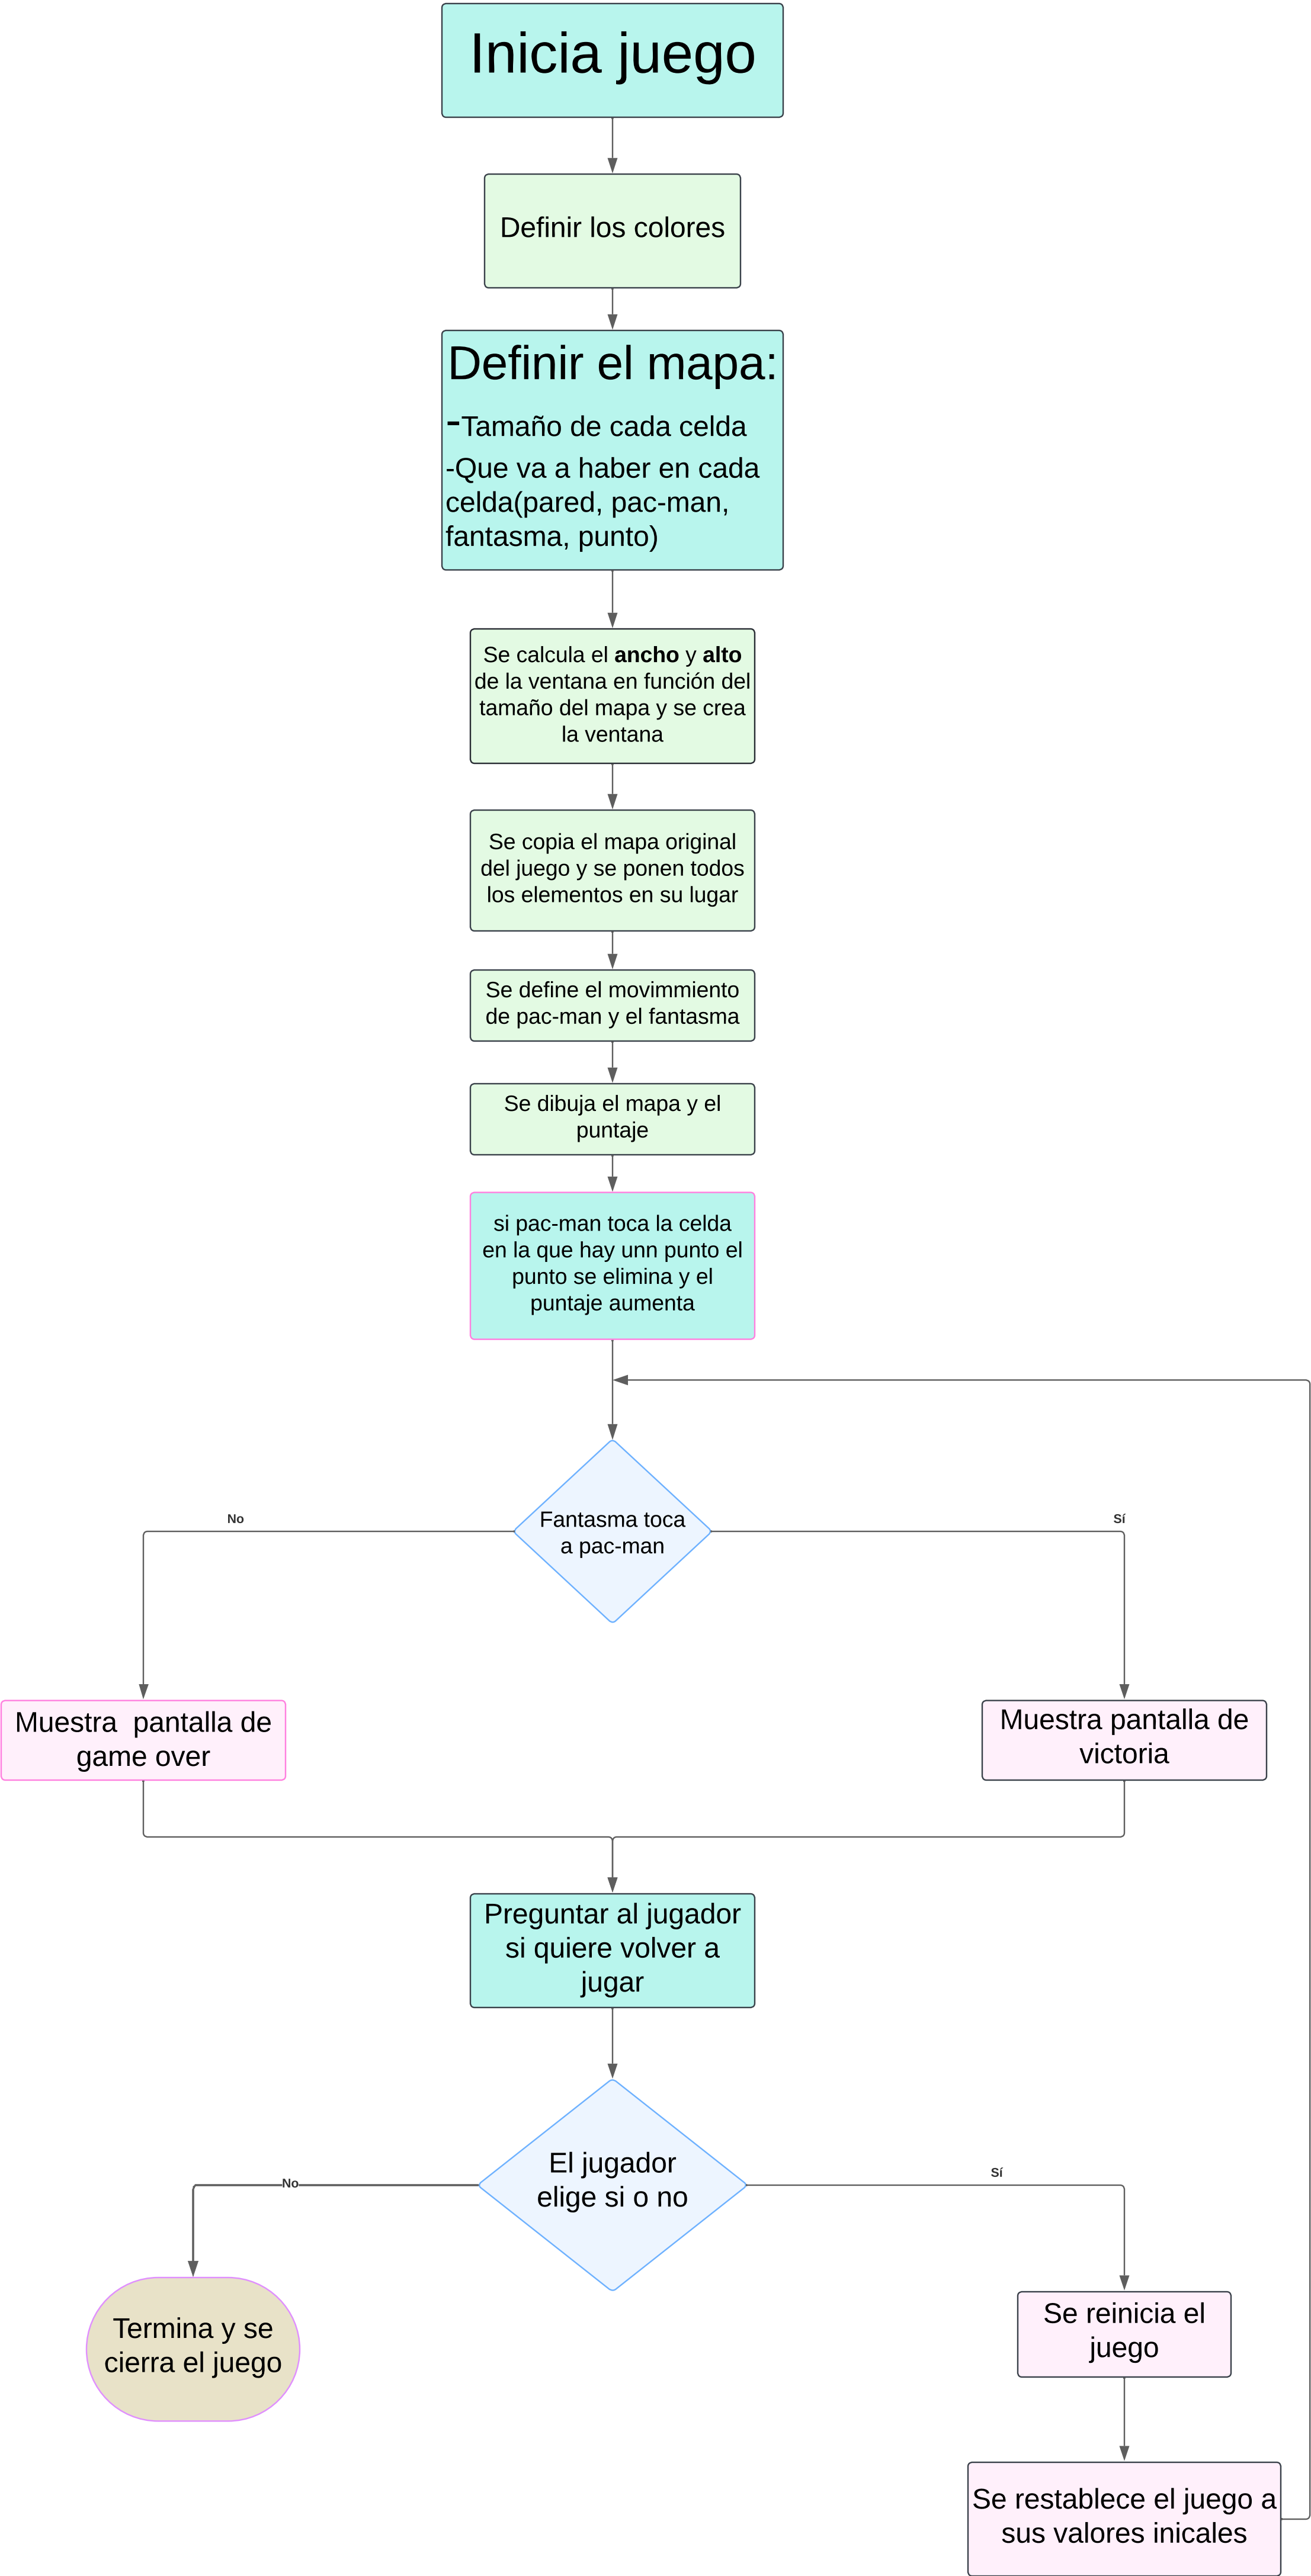 Inicia juego
Definir los colores
Definir el mapa:
-Tamaño de cada celda
-Que va a haber en cada
celda(pared, pac-man,
fantasma, punto)
Se calcula el ancho y alto
de la ventana en función del
tamaño del mapa y se crea
la ventana
Se copia el mapa original
del juego y se ponen todos
los elementos en su lugar
Se define el movimmiento
de pac-man y el fantasma
Se dibuja el mapa y el
puntaje
si pac-man toca la celda
en la que hay unn punto el
punto se elimina y el
puntaje aumenta
No
Sí
Fantasma toca
a pac-man
Muestra  pantalla de
game over
Muestra pantalla de
victoria
Preguntar al jugador
si quiere volver a
jugar
El jugador
elige si o no
No
Sí
Termina y se
cierra el juego
Se reinicia el
juego
Se restablece el juego a
sus valores inicales